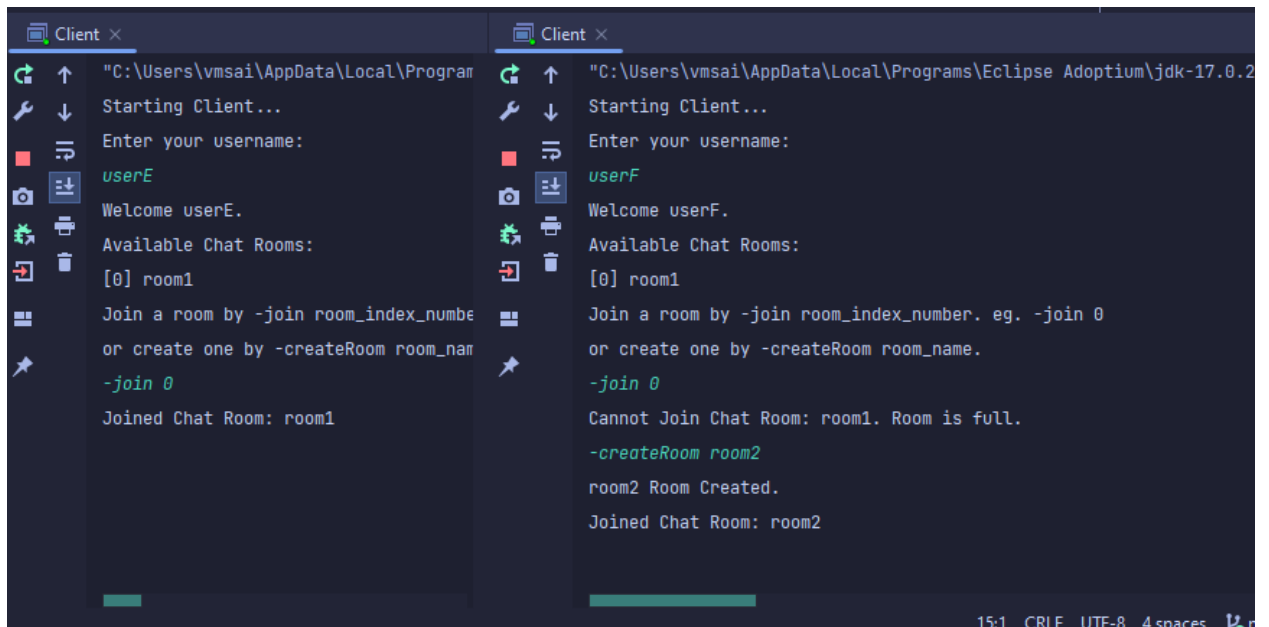 Client
"C:\Users\vmsai\AppData\Local\Program
Starting Client...
Enter your username:
userE
Welcome userE.
Available Chat Rooms:
[0] room1
Join a room by -join room_index_numbe
or create one by -createRoom room_nam
-join 0
Joined Chat Room: room1
Client
"C:\Users\vmsai\AppData\Local\Programs\Eclipse Adoptium\jdk-17.0.2
Starting Client...
Enter your username:
userF
Welcome userF.
Available Chat Rooms:
[0] room1
Join a room by -join room_index_number. eg. -join 0
or create one by -createRoom room_name.
-join 0
Cannot Join Chat Room: room1. Room is full.
-createRoom room2
room2 Room Created.
Joined Chat Room: room2
15:1 CRLF UTF-8 4 spaces